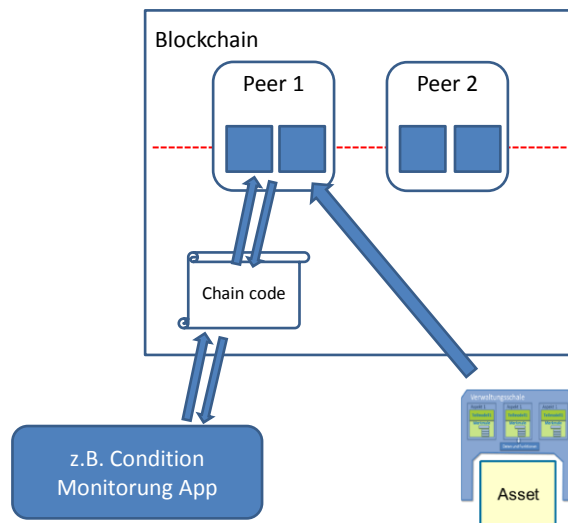 Blockchain
Peer 1
Peer 2
Chain code
z.B. Condition
Monitorung App
Verwaltungsschale
Asset